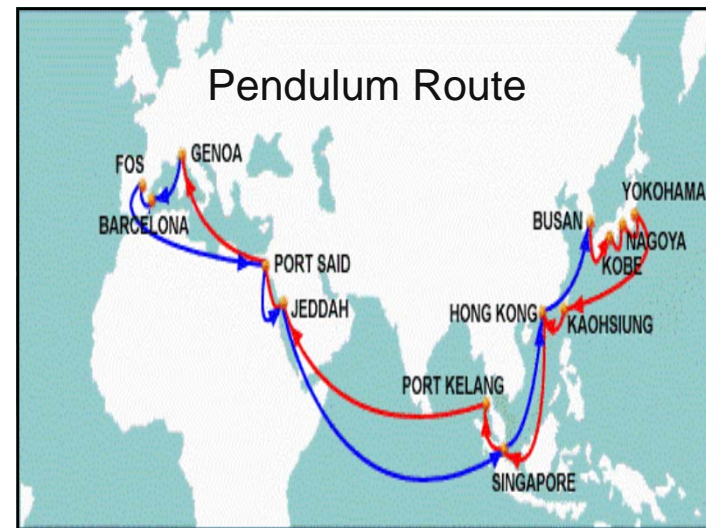 Pendulum Route
GENOA
FOS
YOKOHAMA
BARCELONA
BUSAN
NAGOYA
KOBE
PORT SAID
JEDDAH
HONG KONG
KAOHSIUNG
PORT KELANG
SINGAPORE